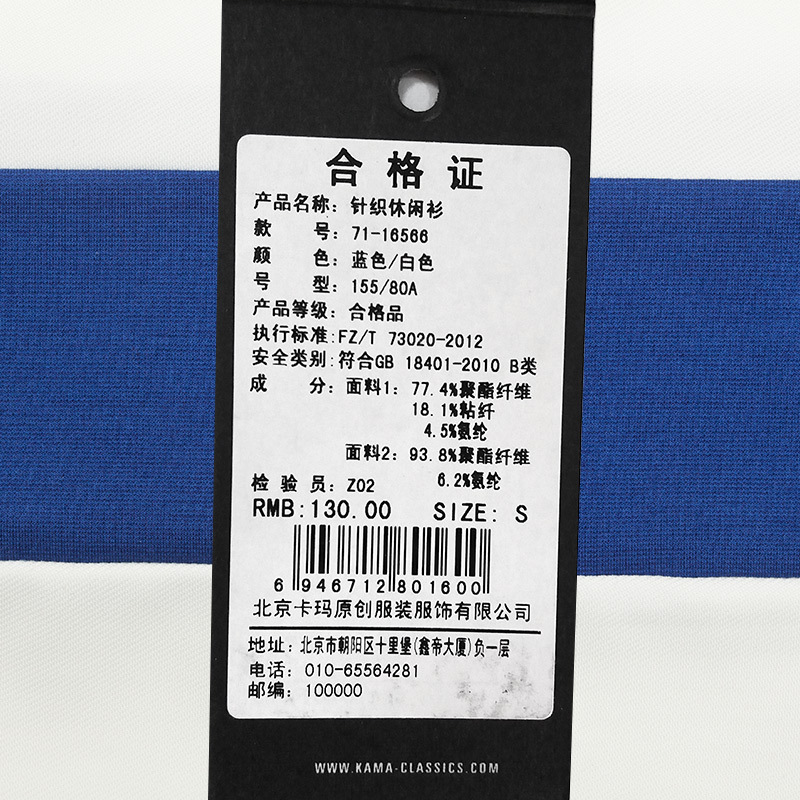 合格证
产品名称：针织休闲衫
款 号：71-16566
颜 色：蓝色/白色
号 型：155/80A
产品等级：合格品
执行标准：FZ/T 73020-2012
安全类别：符合GB 18401-2010 B类
成 分：面料1：77.4%聚酯纤维
18.1%粘纤
4.5%氨纶
面料2：93.8%聚酯纤维
6.2%氨纶
检 验 员：Z02
RMB:130.00 SIZE: S
6 946712 801600
北京卡玛原创服装服饰有限公司
地址：北京市朝阳区十里堡(鑫帝大厦)负一层
电话：010-65564281
邮编：100000
WWW.KAMA-CLASSICS.COM